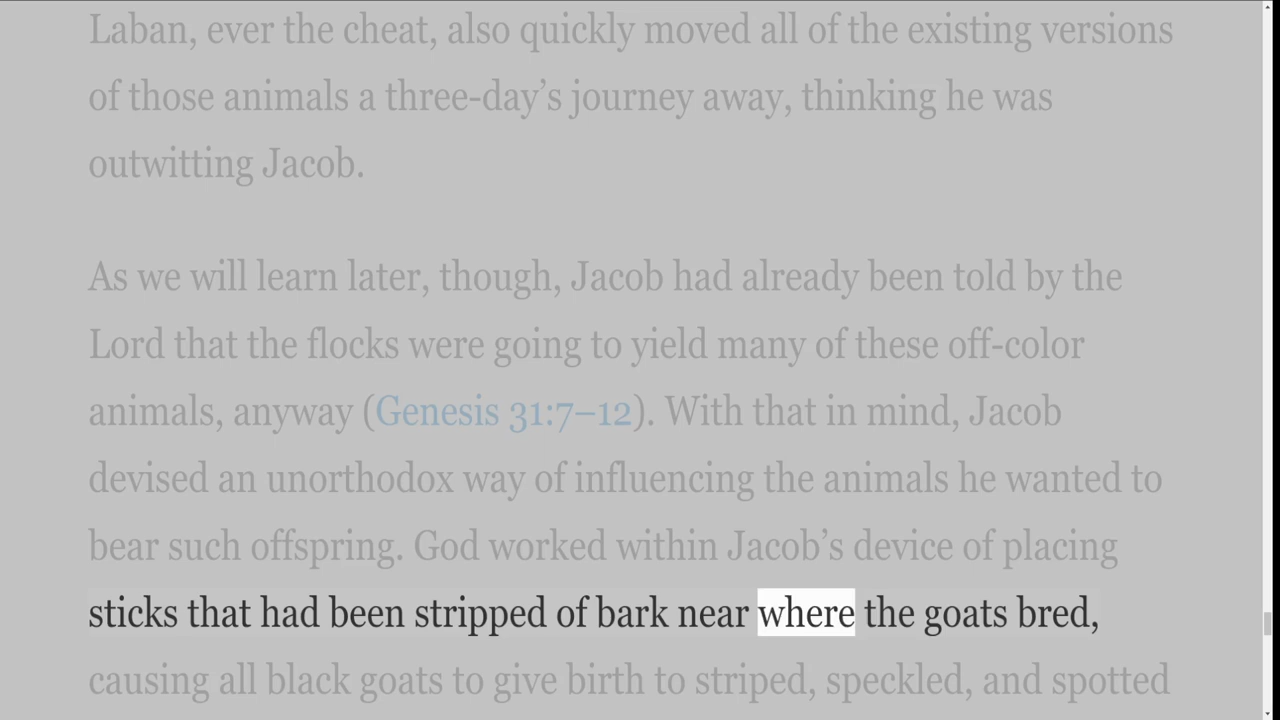 Laban, ever the cheat, also quickly moved all of the existing versions
of those animals a three-day’s journey away, thinking he was
outwitting Jacob.
As we will learn later, though, Jacob had already been told by the
Lord that the flocks were going to yield many of these off-color
animals, anyway (Genesis 31:7–12). With that in mind, Jacob
devised an unorthodox way of influencing the animals he wanted to
bear such offspring. God worked within Jacob’s device of placing
sticks that had been stripped of bark near where the goats bred,
causing all black goats to give birth to striped, speckled, and spotted